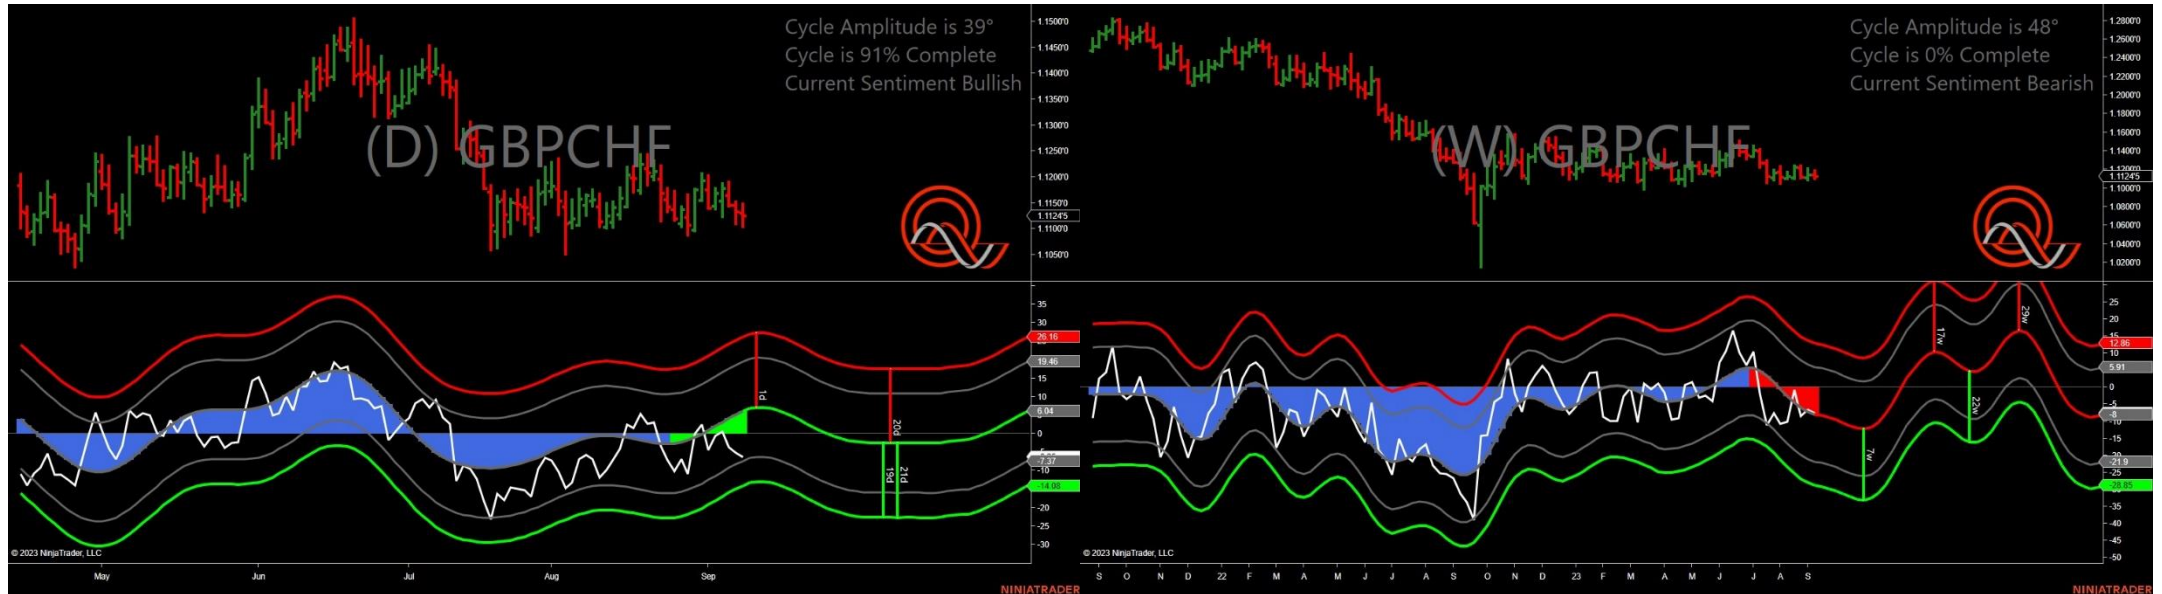 Cycle Amplitude is 39°
Cycle is 91% Complete
Current Sentiment Bullish
(D) GBPCHF
1.1500'0
1.1450'0
1.1400'0
1.1350'0
1.1300'0
1.1250'0
1.1200'0
1.1150'0
1.1124'5
1.1100'0
1.1050'0
35
30
26.16
19.46
15
10
6.04
0
-7.37
-10
-14.08
-20
-25
-30
1d
20d
19d
21d
© 2023 NinjaTrader, LLC
May Jun Jul Aug Sep
NINJATRADER
Cycle Amplitude is 48°
Cycle is 0% Complete
Current Sentiment Bearish
(W) GBPCHF
1.2800'0
1.2600'0
1.2400'0
1.2200'0
1.2000'0
1.1800'0
1.1600'0
1.1400'0
1.1200'0
1.1124'5
1.1000'0
1.0800'0
1.0600'0
1.0400'0
1.0200'0
25
20
15
12.86
10
5.91
0
-5
-8
-10
-15
-21.9
-25
-28.85
-35
-40
-45
-50
17w
29w
22w
7w
© 2023 NinjaTrader, LLC
S O N D 22 F M A M J J A S O N D 23 F M A M J J A S
NINJATRADER